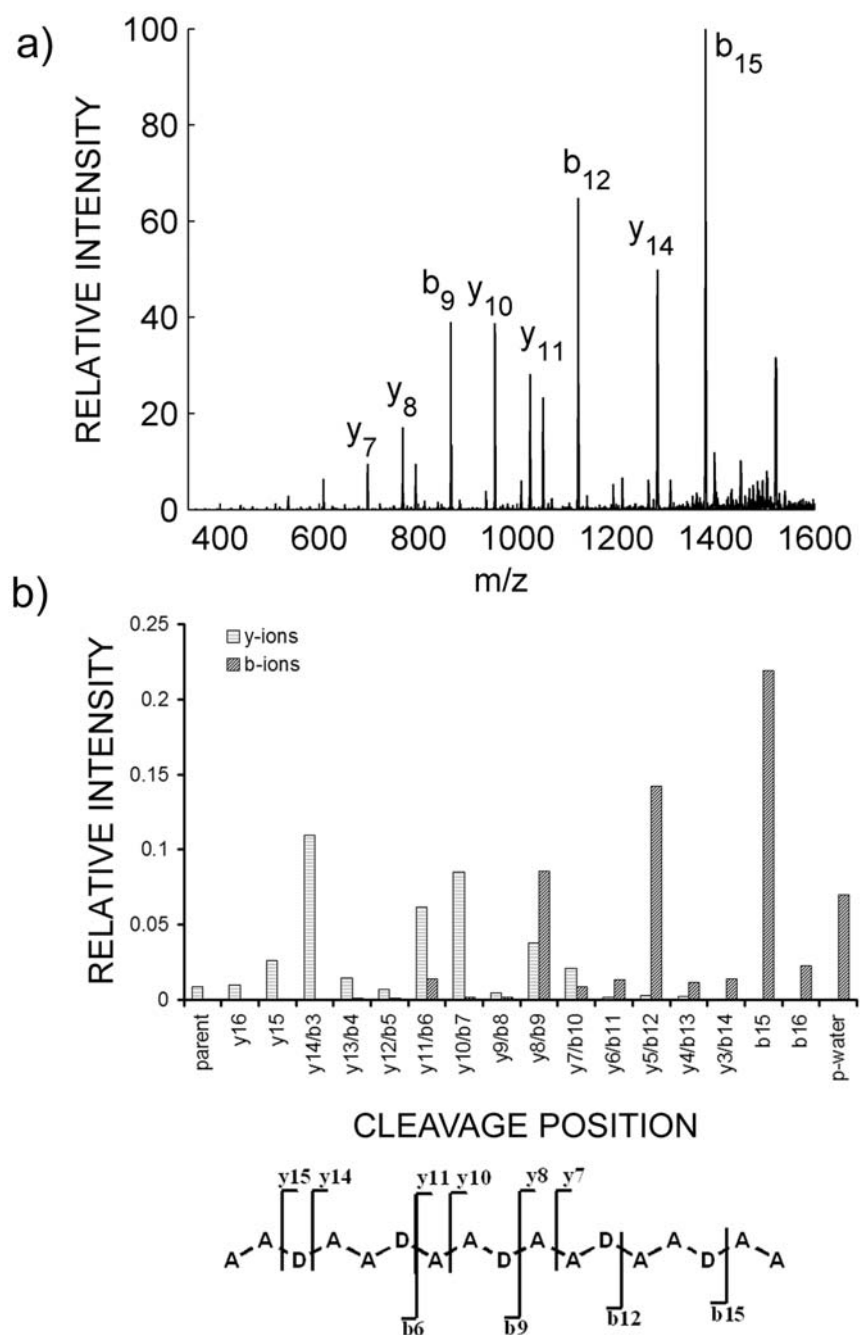 a)
RELATIVE INTENSITY
100
80
60
40
20
0
y7
y8
b9
y10
y11
b12
y14
b15
400 600 800 1000 1200 1400 1600
m/z
b)
RELATIVE INTENSITY
0.25
0.2
0.15
0.1
0.05
0
y-ions
b-ions
parent
y16
y15
y14/b3
y13/b4
y12/b5
y11/b6
y10/b7
y9/b8
y8/b9
y7/b10
y6/b11
y5/b12
y4/b13
y3/b14
b15
b16
p-water
CLEAVAGE POSITION
y15 y14 y11 y10 y8 y7
A A D A A D A A D A A D A A D A A
b6 b9 b12 b15